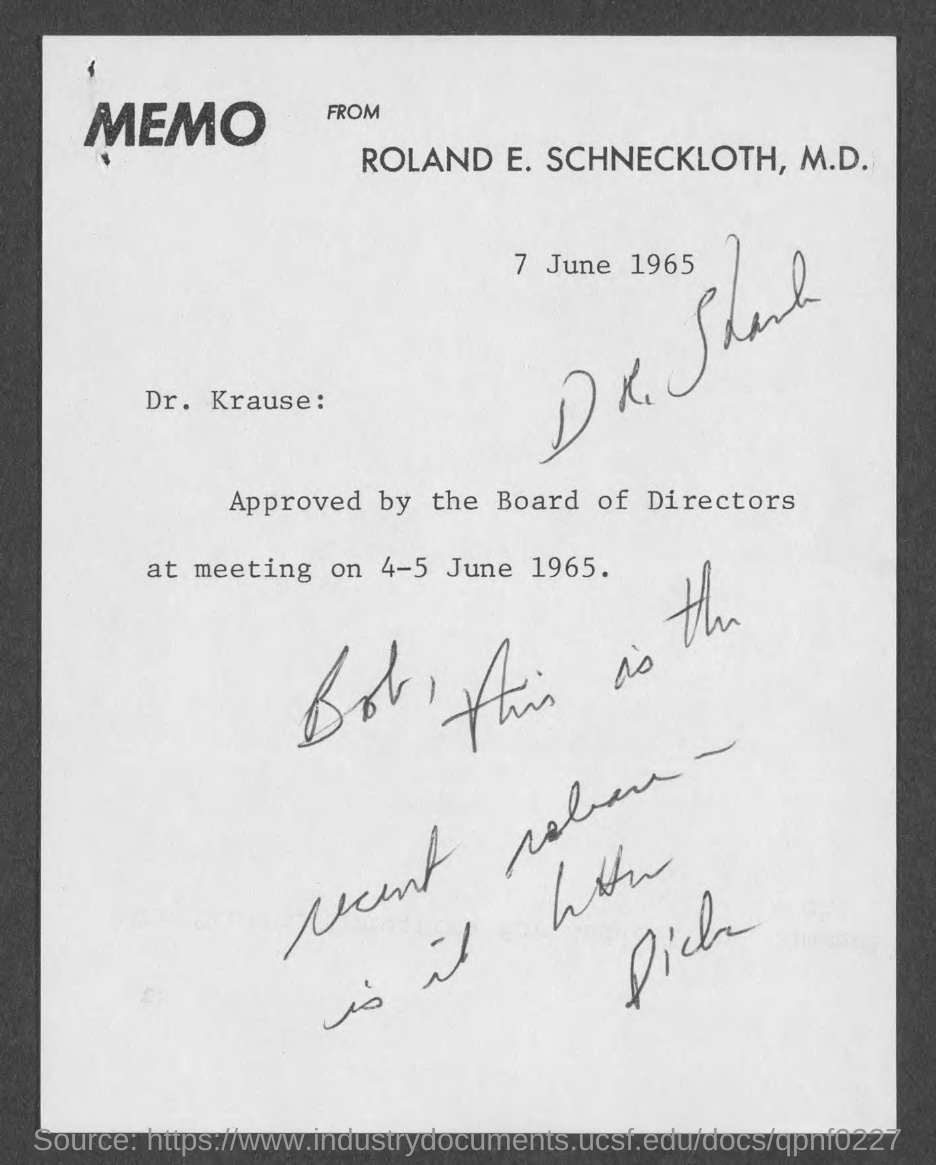 MEMO FROM
ROLAND E. SCHNECKLOTH, M.D.
7 June 1965
DR. Shank
Dr. Krause:
Approved by the Board of Directors
at meeting on 4-5 June 1965.
Bob, this is the
recent release -
is it better
Dick
Source: https://www.industrydocuments.ucsf.edu/docs/qpnf0227